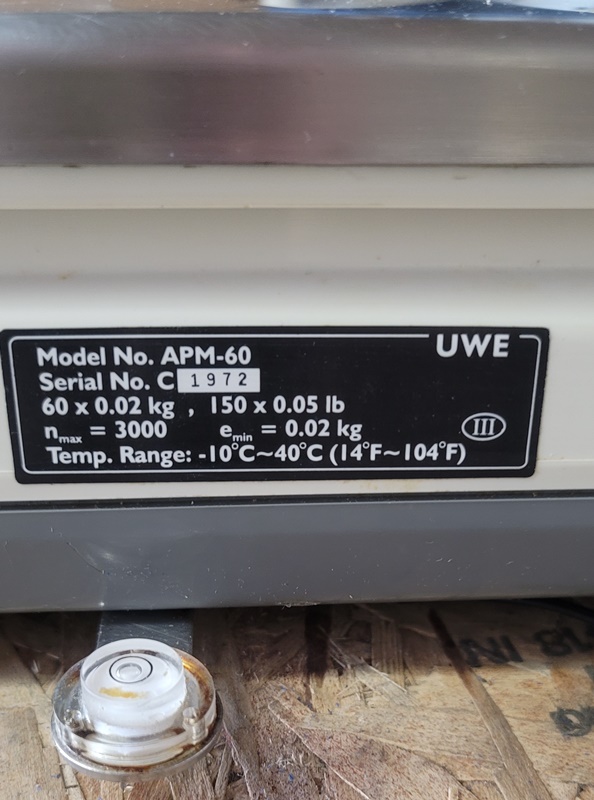 UWE
Model No. APM-60
Serial No. C 1972
60 x 0.02 kg , 150 x 0.05 lb
nmax = 3000 emin = 0.02 kg
III
Temp. Range: -10°C~40°C (14°F~104°F)